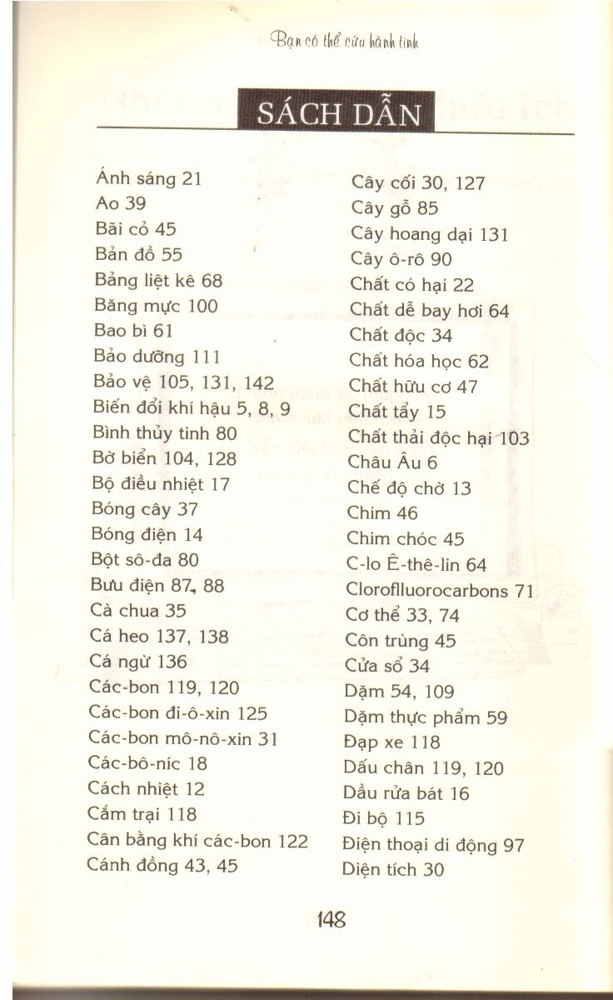 Bạn có thể cứu hành tinh
SÁCH DẪN
Ánh sáng 21
Ao 39
Bãi cỏ 45
Bản đồ 55
Bảng liệt kê 68
Băng mực 100
Bao bì 61
Bảo dưỡng 111
Bảo vệ 105, 131, 142
Biến đổi khí hậu 5, 8, 9
Bình thủy tinh 80
Bờ biển 104, 128
Bộ điều nhiệt 17
Bóng cây 37
Bóng điện 14
Bột sô-đa 80
Bưu điện 87, 88
Cà chua 35
Cá heo 137, 138
Cá ngừ 136
Các-bon 119, 120
Các-bon đi-ô-xin 125
Các-bon mô-nô-xin 31
Các-bô-níc 18
Cách nhiệt 12
Cắm trại 118
Cân bằng khí các-bon 122
Cánh đồng 43, 45
Cây cối 30, 127
Cây gỗ 85
Cây hoang dại 131
Cây ô-rô 90
Chất có hại 22
Chất dễ bay hơi 64
Chất độc 34
Chất hóa học 62
Chất hữu cơ 47
Chất tẩy 15
Chất thải độc hại 103
Châu Âu 6
Chế độ chờ 13
Chim 46
Chim chóc 45
C-lo Ê-thê-lin 64
Cloroflluorocarbons 71
Cơ thể 33, 74
Côn trùng 45
Cửa sổ 34
Dặm 54, 109
Dặm thực phẩm 59
Đạp xe 118
Dấu chân 119, 120
Dầu rửa bát 16
Đi bộ 115
Điện thoại di động 97
Diện tích 30
148